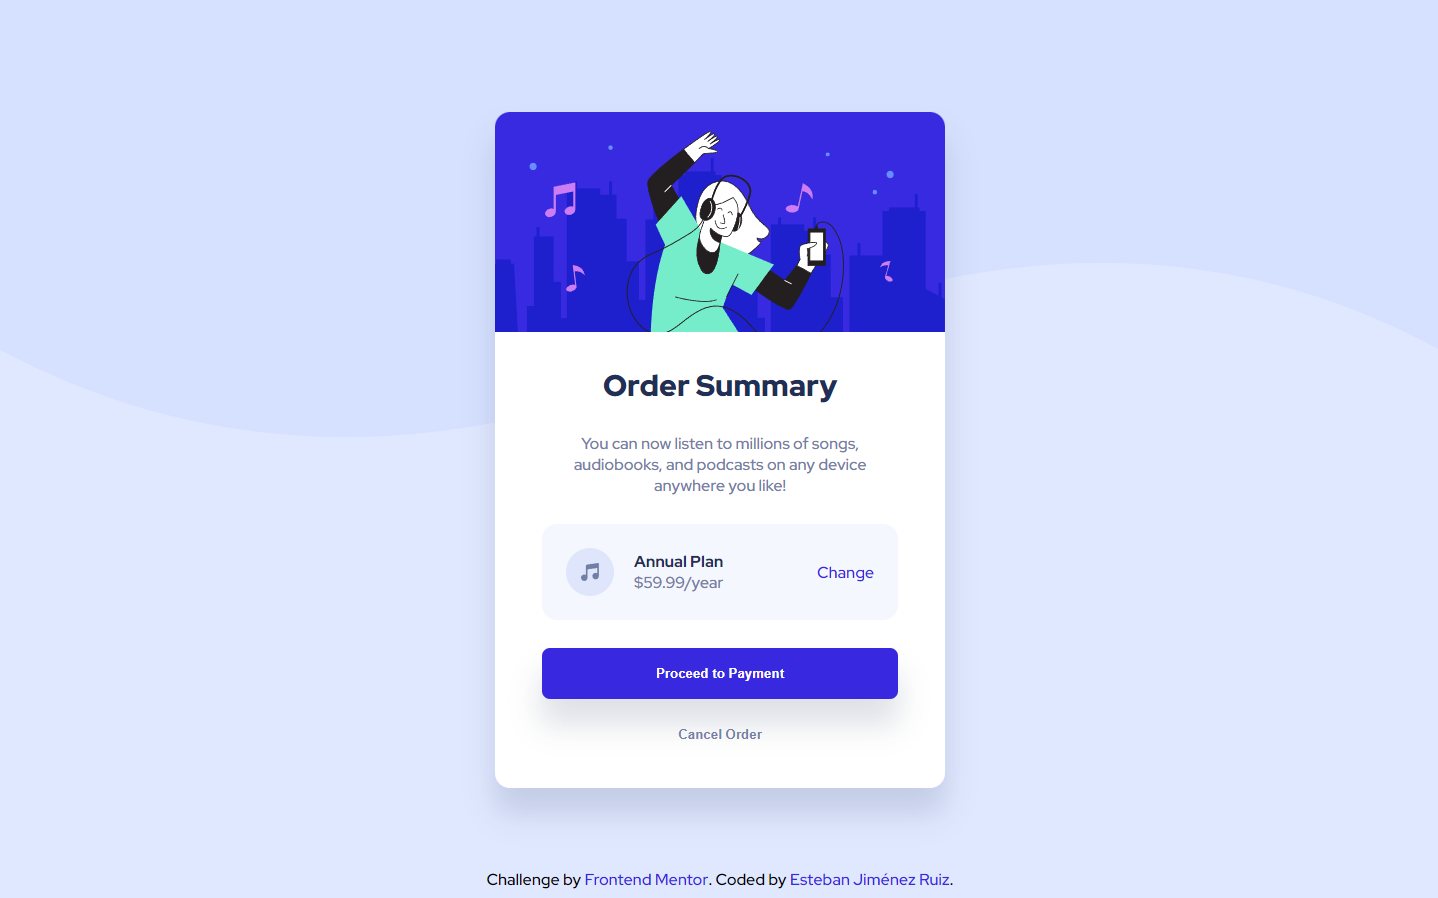 Order Summary
You can now listen to millions of songs,
audiobooks, and podcasts on any device
anywhere you like!
Annual Plan
$59.99/year
Change
Proceed to Payment
Cancel Order
Challenge by Frontend Mentor. Coded by Esteban Jiménez Ruiz.